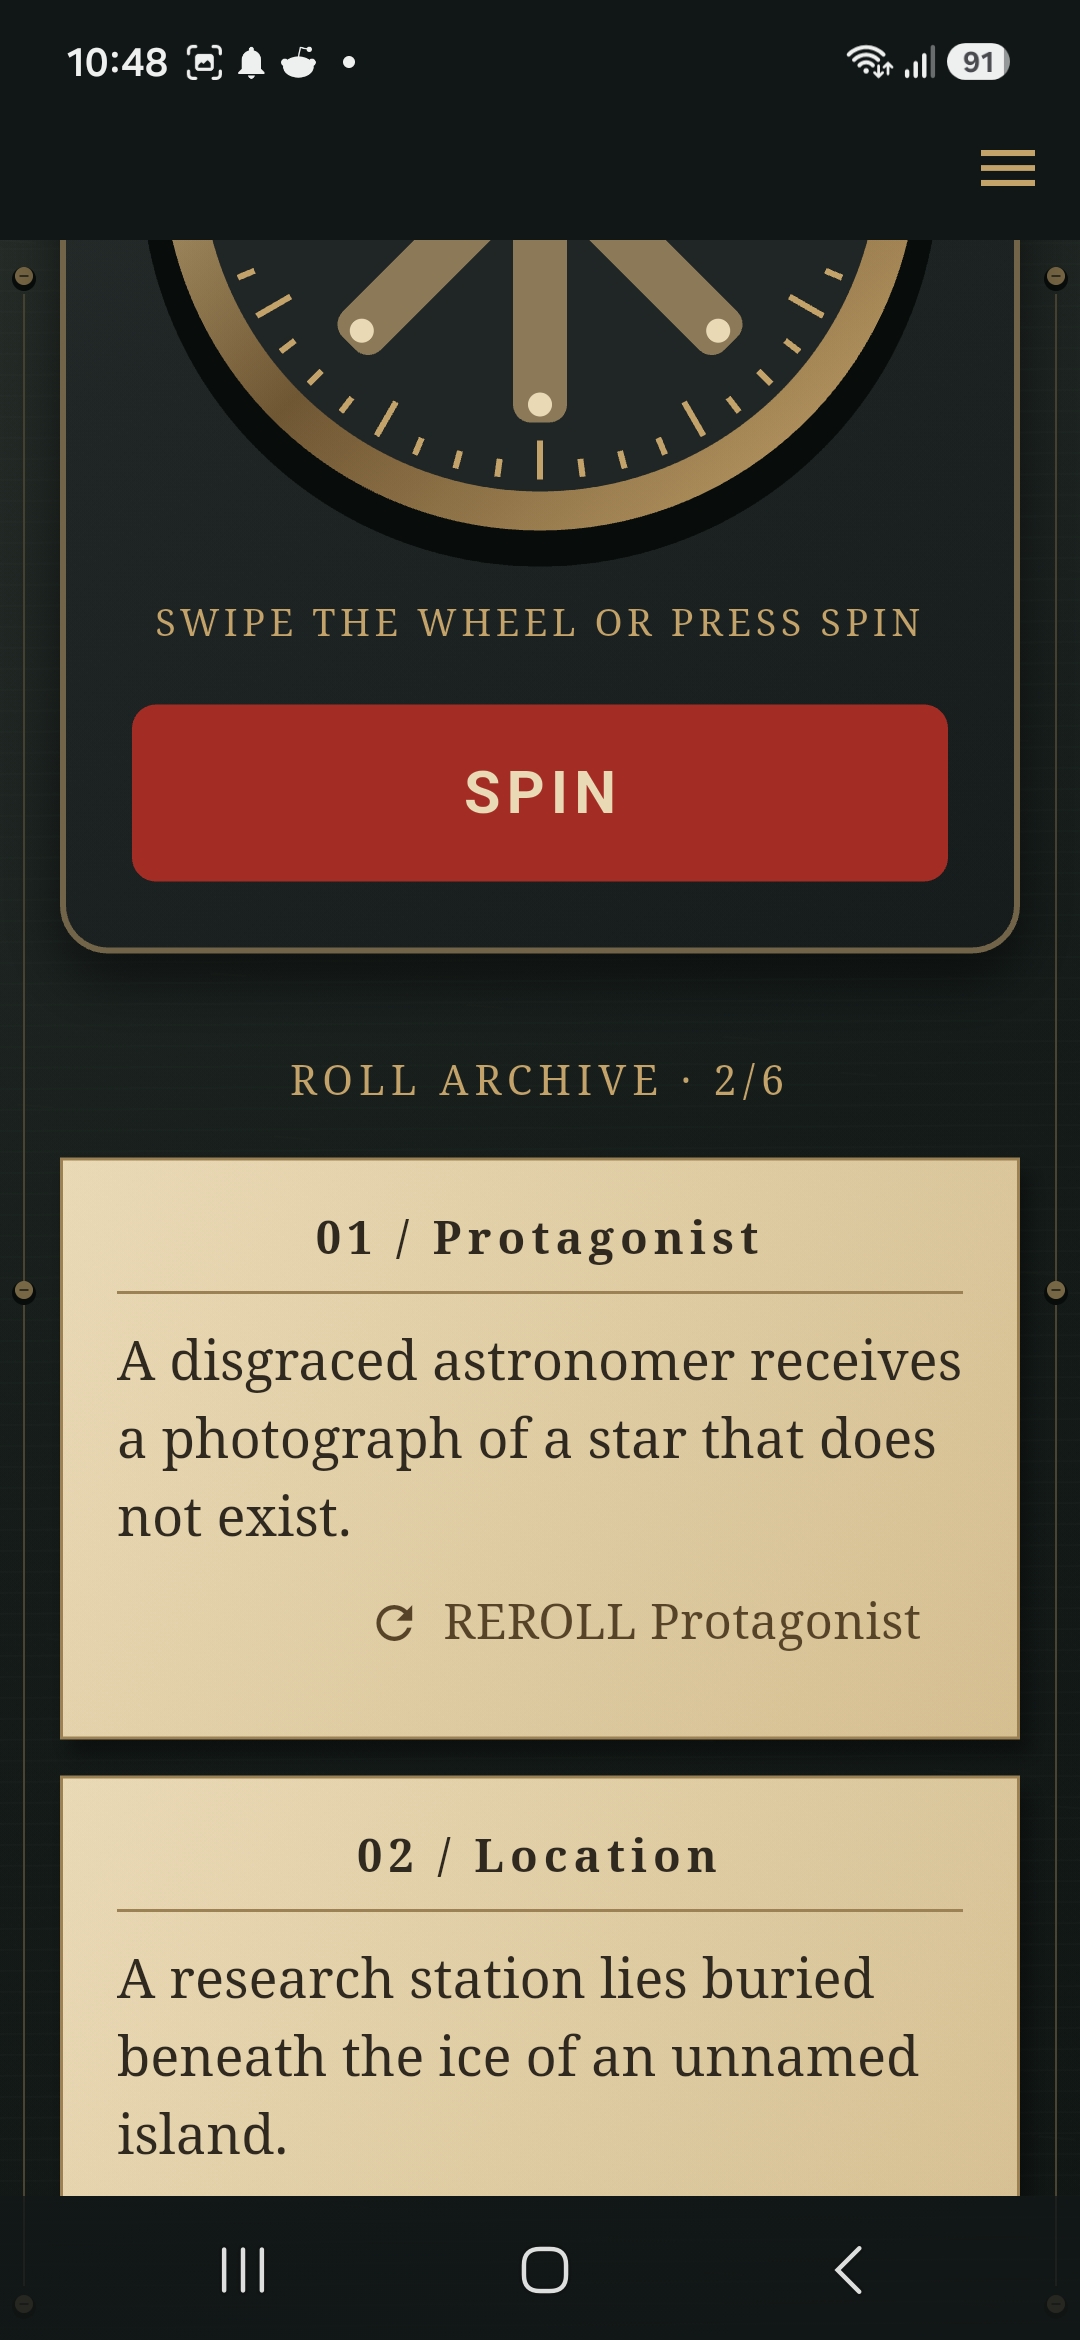 10:48
91
SWIPE THE WHEEL OR PRESS SPIN
SPIN
ROLL ARCHIVE · 2/6
01 / Protagonist
A disgraced astronomer receives
a photograph of a star that does
not exist.
REROLL Protagonist
02 / Location
A research station lies buried
beneath the ice of an unnamed
island.